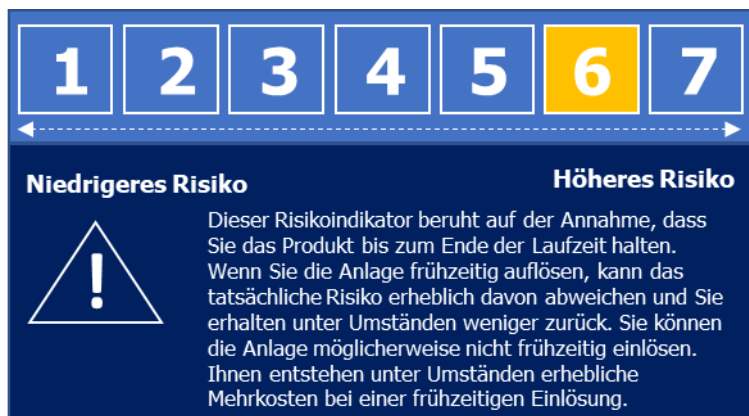 1 2 3 4 5 6 7
Niedrigeres Risiko
Höheres Risiko
!
Dieser Risikoindikator beruht auf der Annahme, dass
Sie das Produkt bis zum Ende der Laufzeit halten.
Wenn Sie die Anlage frühzeitig auflösen, kann das
tatsächliche Risiko erheblich davon abweichen und Sie
erhalten unter Umständen weniger zurück. Sie können
die Anlage möglicherweise nicht frühzeitig einlösen.
Ihnen entstehen unter Umständen erhebliche
Mehrkosten bei einer frühzeitigen Einlösung.